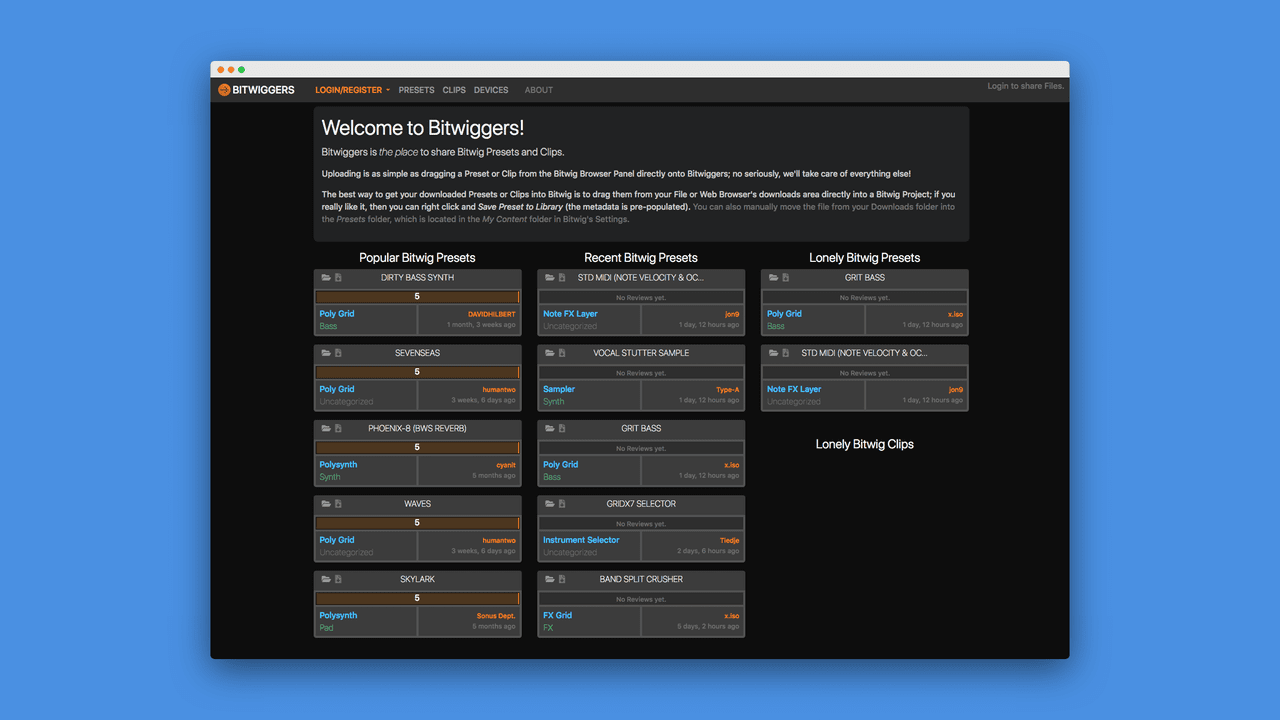 BITWIGGERS
LOGIN/REGISTER
PRESETS
CLIPS
DEVICES
ABOUT
Login to share Files.
Welcome to Bitwiggers!
Bitwiggers is the place to share Bitwig Presets and Clips.
Uploading is as simple as dragging a Preset or Clip from the Bitwig Browser Panel directly onto Bitwiggers; no seriously, we'll take care of everything else!
The best way to get your downloaded Presets or Clips into Bitwig is to drag them from your File or Web Browser's downloads area directly into a Bitwig Project; if you
really like it, then you can right click and Save Preset to Library (the metadata is pre-populated). You can also manually move the file from your Downloads folder into
the Presets folder, which is located in the My Content folder in Bitwig's Settings.
Popular Bitwig Presets
DIRTY BASS SYNTH
5
Poly Grid
DAVIDHILBERT
Bass
1 month, 3 weeks ago
SEVENSEAS
5
Poly Grid
humantwo
Uncategorized
3 weeks, 6 days ago
PHOENIX-8 (BWS REVERB)
5
Polysynth
cyanit
Synth
5 months ago
WAVES
5
Poly Grid
humantwo
Uncategorized
3 weeks, 6 days ago
SKYLARK
5
Polysynth
Sonus Dept.
Pad
5 months ago
Recent Bitwig Presets
STD MIDI (NOTE VELOCITY & OC...
No Reviews yet.
Note FX Layer
jon9
Uncategorized
1 day, 12 hours ago
VOCAL STUTTER SAMPLE
No Reviews yet.
Sampler
Type-A
Synth
1 day, 12 hours ago
GRIT BASS
No Reviews yet.
Poly Grid
x.iso
Bass
1 day, 12 hours ago
GRIDX7 SELECTOR
No Reviews yet.
Instrument Selector
Tiedje
Uncategorized
2 days, 6 hours ago
BAND SPLIT CRUSHER
No Reviews yet.
FX Grid
x.iso
FX
5 days, 2 hours ago
Lonely Bitwig Presets
GRIT BASS
No Reviews yet.
Poly Grid
x.iso
Bass
1 day, 12 hours ago
STD MIDI (NOTE VELOCITY & OC...
No Reviews yet.
Note FX Layer
jon9
Uncategorized
1 day, 12 hours ago
Lonely Bitwig Clips